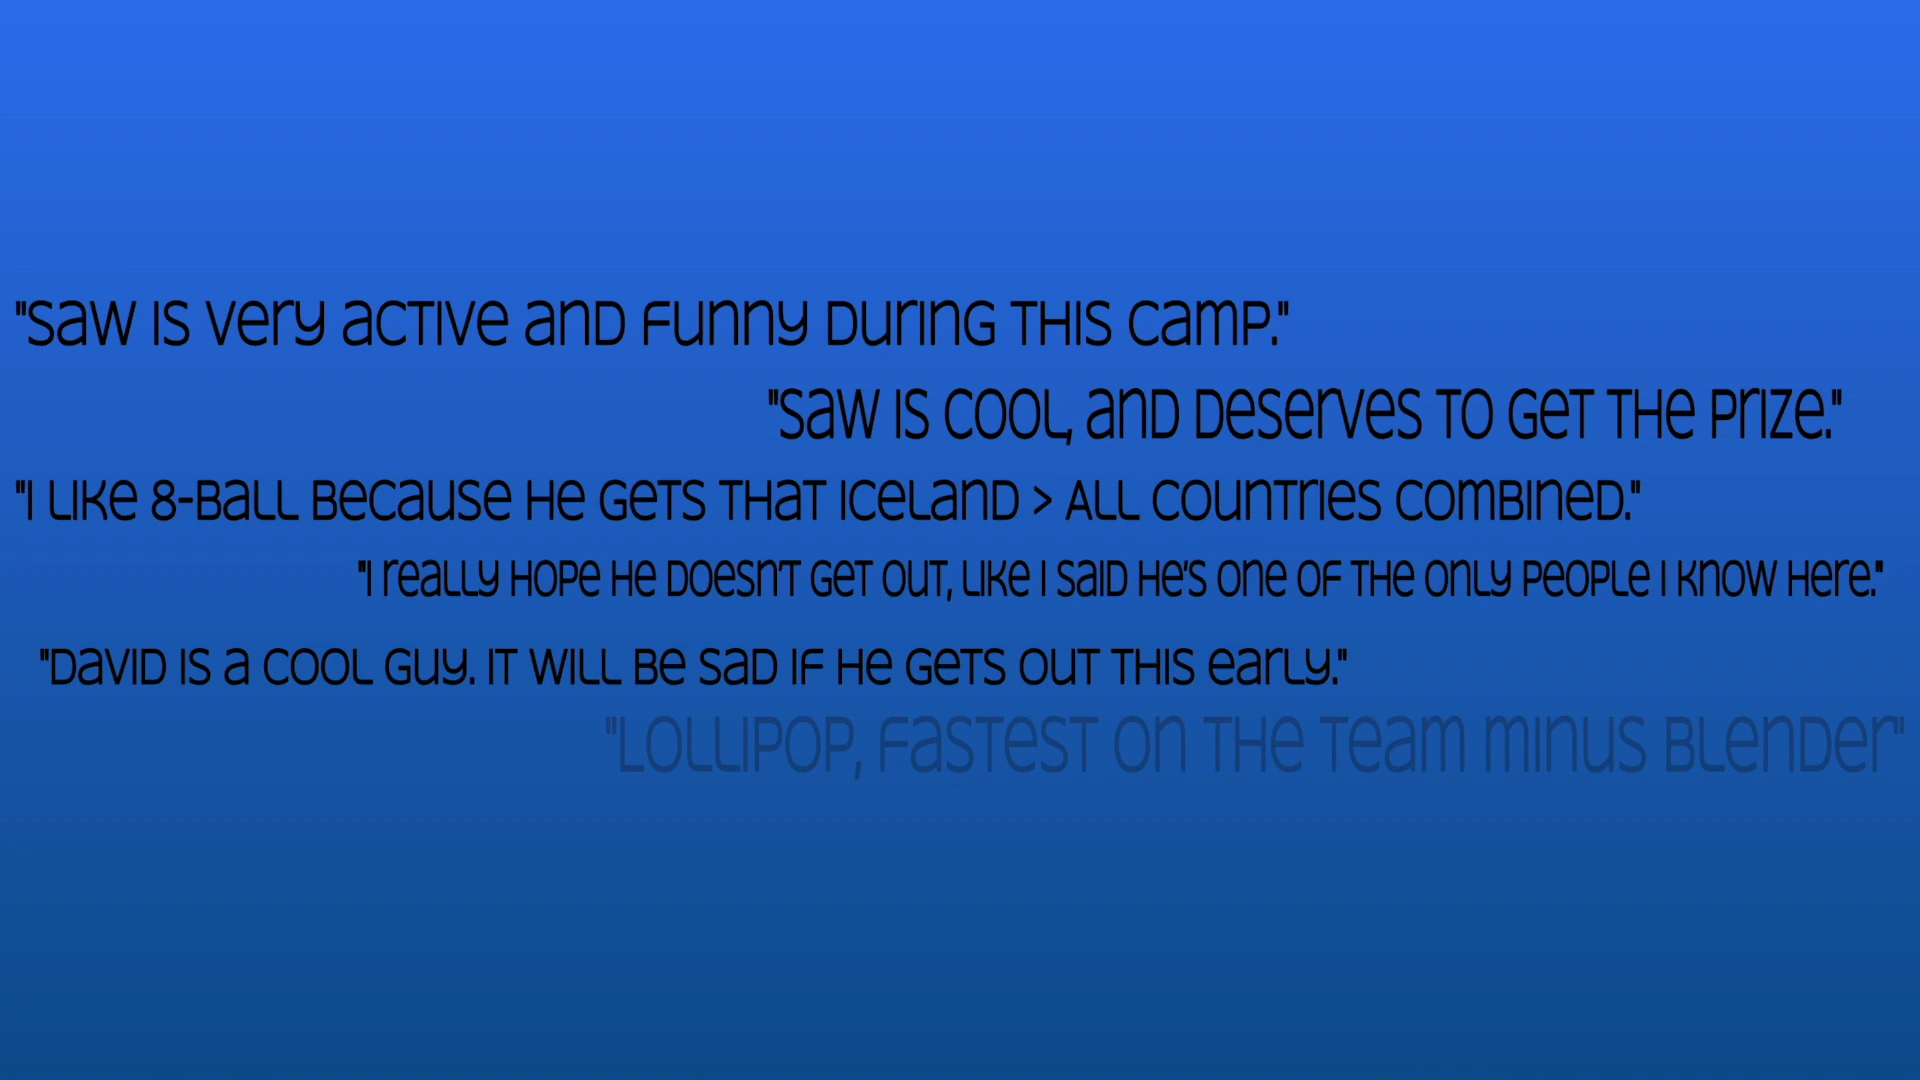 "Saw is very active and funny during this camp."
"Saw is cool, and deserves to get the prize."
"I like 8-Ball because he gets that Iceland > all countries combined."
"I really hope he doesn't get out, like I said he's one of the only people I know here."
"David is a cool guy. It will be sad if he gets out this early."
"Lollipop, fastest on the team minus Blender"